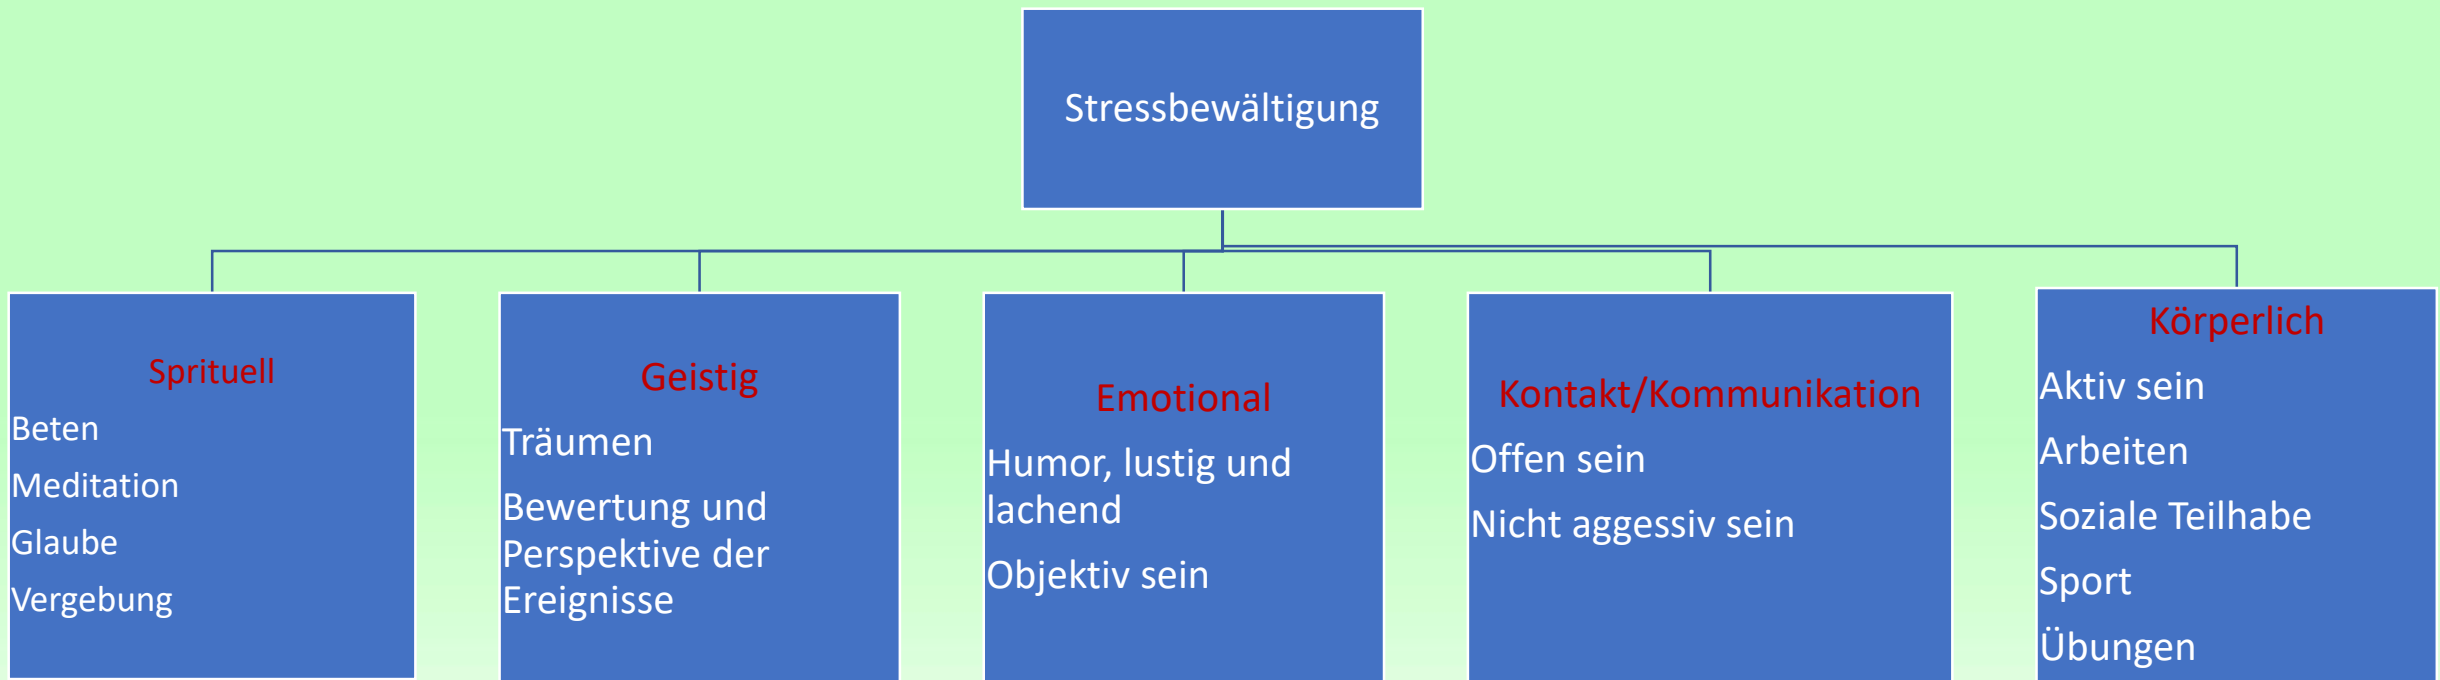 Stressbewältigung
Sprituell
Beten
Meditation
Glaube
Vergebung
Geistig
Träumen
Bewertung und
Perspektive der
Ereignisse
Emotional
Humor, lustig und
lachend
Objektiv sein
Kontakt/Kommunikation
Offen sein
Nicht aggessiv sein
Körperlich
Aktiv sein
Arbeiten
Soziale Teilhabe
Sport
Übungen